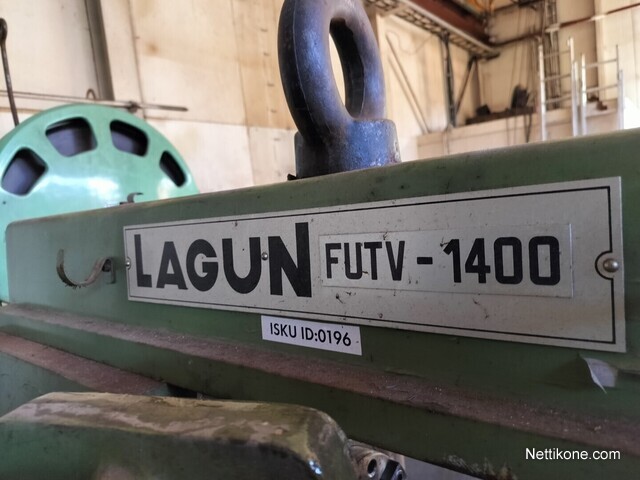 LAGUN FUTV - 1400
ISKU ID:0196
Nettikone.com